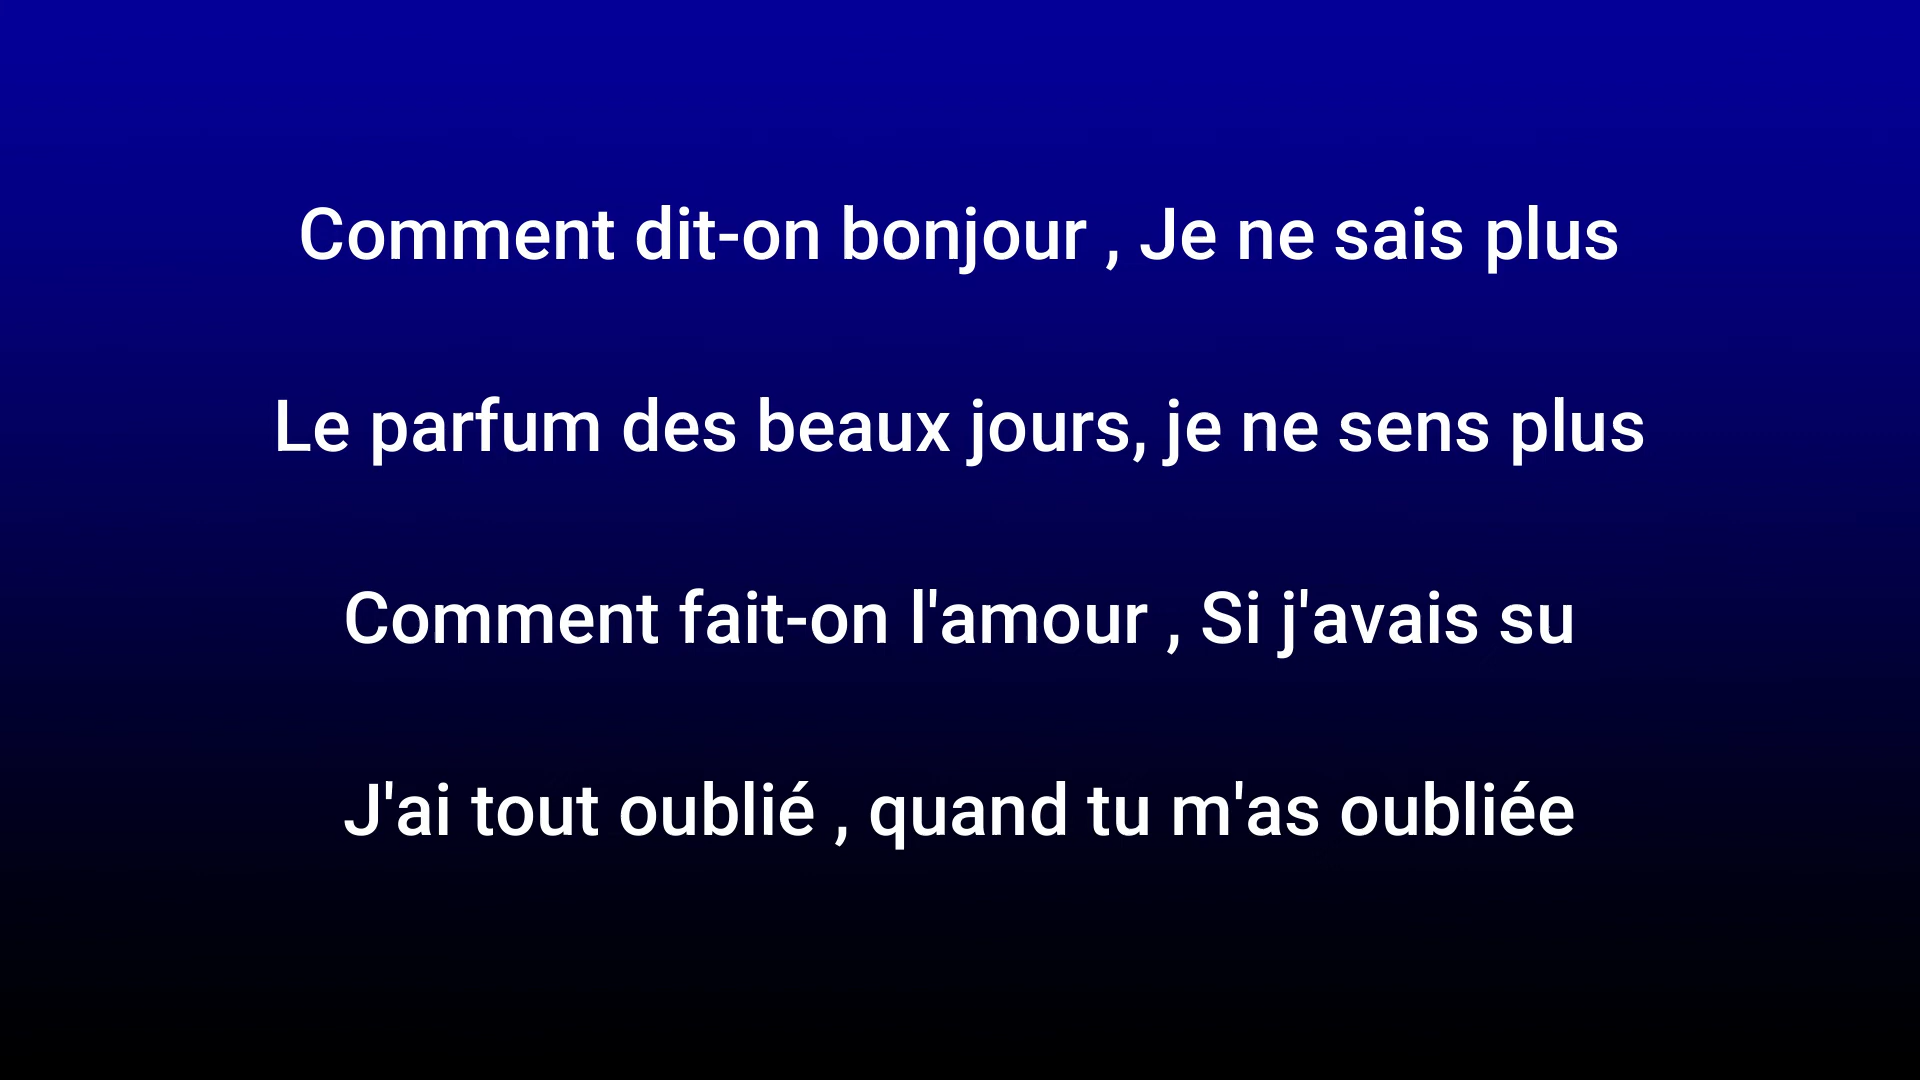 Comment dit-on bonjour , Je ne sais plus
Le parfum des beaux jours, je ne sens plus
Comment fait-on l'amour , Si j'avais su
J'ai tout oublié , quand tu m'as oubliée